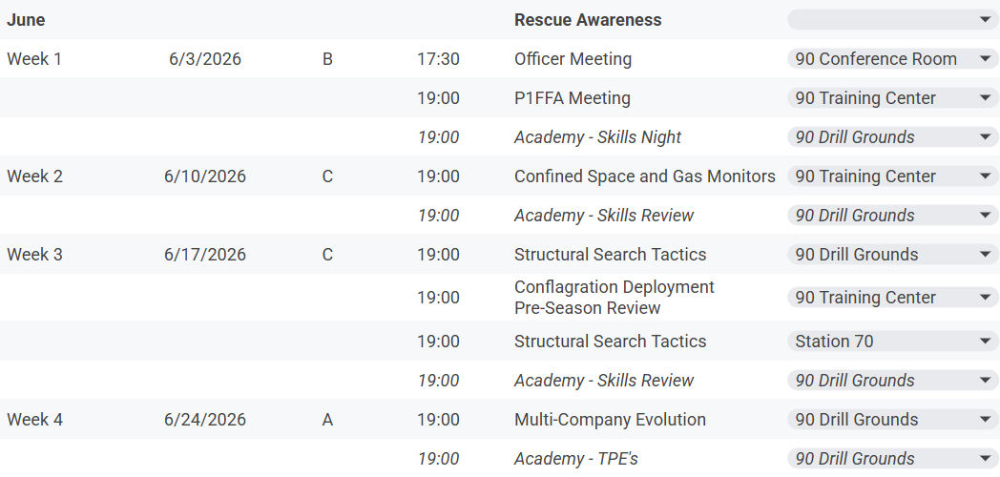 June Rescue Awareness
Week 1 6/3/2026 B 17:30 Officer Meeting 90 Conference Room
19:00 P1FFA Meeting 90 Training Center
19:00 Academy - Skills Night 90 Drill Grounds
Week 2 6/10/2026 C 19:00 Confined Space and Gas Monitors 90 Training Center
19:00 Academy - Skills Review 90 Drill Grounds
Week 3 6/17/2026 C 19:00 Structural Search Tactics 90 Drill Grounds
19:00 Conflagration Deployment
Pre-Season Review 90 Training Center
19:00 Structural Search Tactics Station 70
19:00 Academy - Skills Review 90 Drill Grounds
Week 4 6/24/2026 A 19:00 Multi-Company Evolution 90 Drill Grounds
19:00 Academy - TPE's 90 Drill Grounds